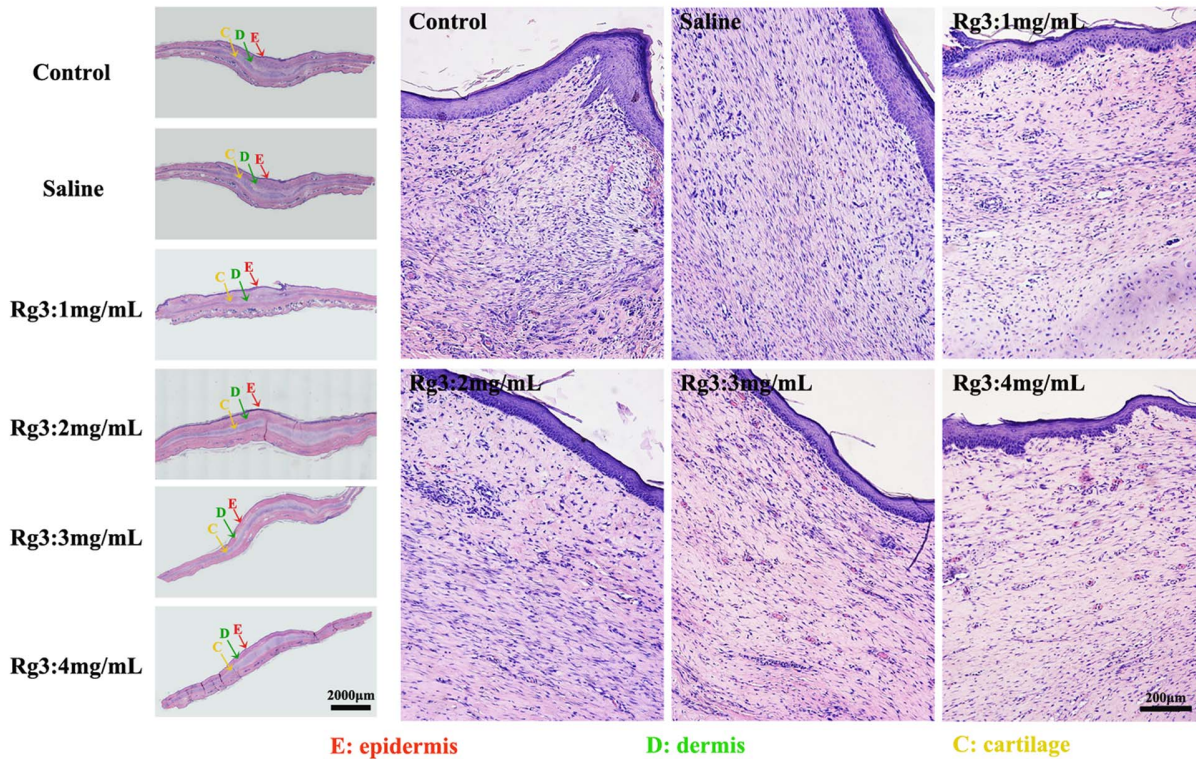 Control
C D E
Saline
C D E
Rg3:1mg/mL
C D E
Rg3:2mg/mL
C D E
Rg3:3mg/mL
C D E
Rg3:4mg/mL
C D E
2000μm
Control
Saline
Rg3:1mg/mL
Rg3:2mg/mL
Rg3:3mg/mL
Rg3:4mg/mL
200μm
E: epidermis
D: dermis
C: cartilage